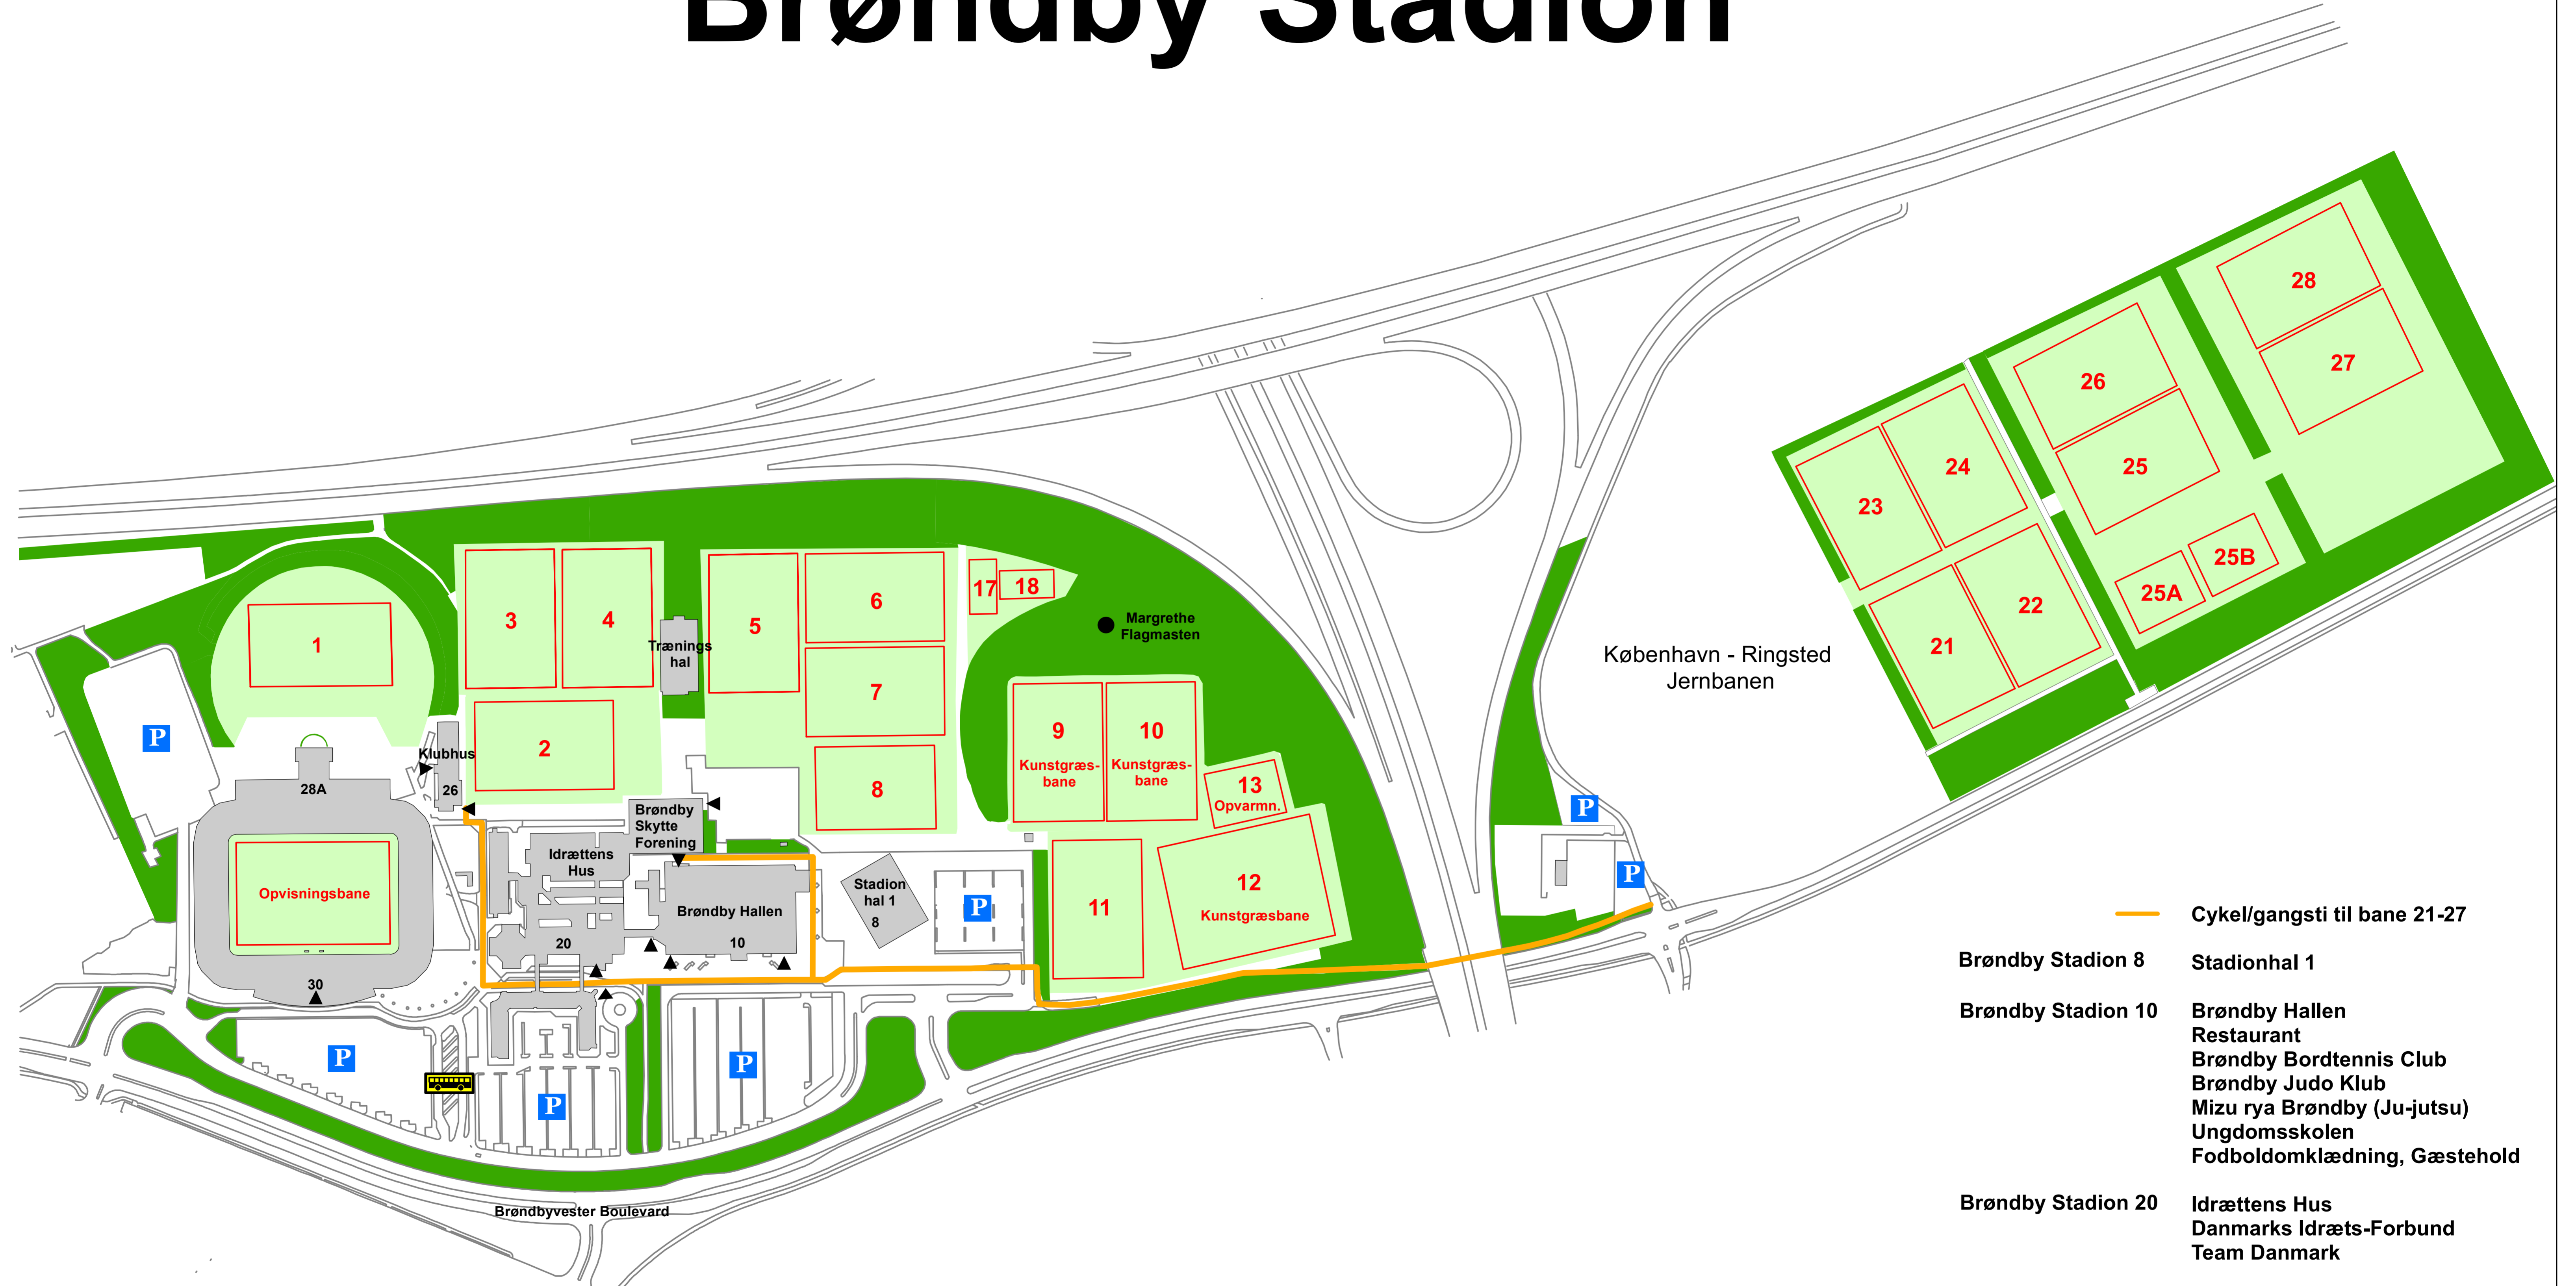 Brøndby Stadion
28
27
26
25
25B
25A
24
23
22
21
København - Ringsted
Jernbanen
1
3
4
Trænings
hal
5
6
7
8
17
18
Margrethe
Flagmasten
2
Klubhus
26
28A
Opvisningsbane
30
9
Kunstgræs-
bane
10
Kunstgræs-
bane
13
Opvarmn.
11
12
Kunstgræsbane
Brøndby
Skytte
Forening
Idrættens
Hus
20
Brøndby Hallen
10
Stadion
hal 1
8
P
P
P
P
P
P
P
Brøndbyvester Boulevard
Cykel/gangsti til bane 21-27
Brøndby Stadion 8
Stadionhal 1
Brøndby Stadion 10
Brøndby Hallen
Restaurant
Brøndby Bordtennis Club
Brøndby Judo Klub
Mizu rya Brøndby (Ju-jutsu)
Ungdomsskolen
Fodboldomklædning, Gæstehold
Brøndby Stadion 20
Idrættens Hus
Danmarks Idræts-Forbund
Team Danmark